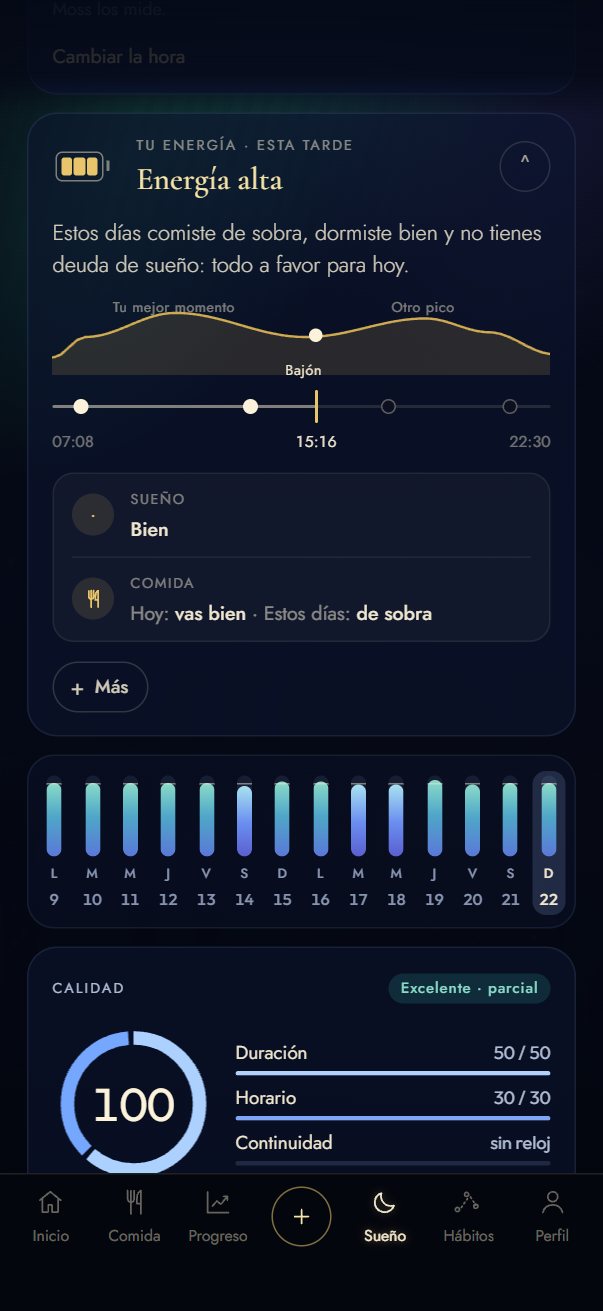 Moss los mide.
Cambiar la hora
TU ENERGÍA · ESTA TARDE
Energía alta
^
Estos días comiste de sobra, dormiste bien y no tienes
deuda de sueño: todo a favor para hoy.
Tu mejor momento
Otro pico
Bajón
07:08
15:16
22:30
SUEÑO
Bien
COMIDA
Hoy: vas bien · Estos días: de sobra
+ Más
L M M J V S D L M M J V S D
9 10 11 12 13 14 15 16 17 18 19 20 21 22
CALIDAD
Excelente · parcial
100
Duración 50 / 50
Horario 30 / 30
Continuidad sin reloj
+
Inicio Comida Progreso Sueño Hábitos Perfil